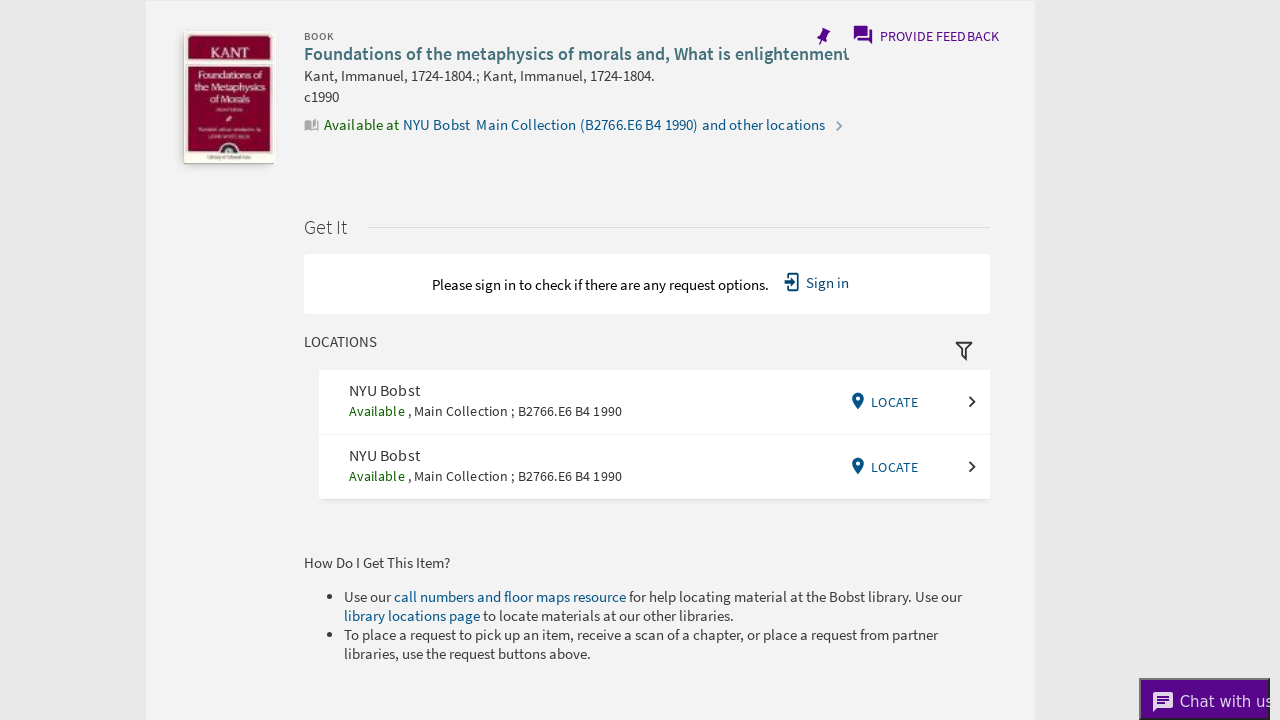 KANT
Foundations of
the Metaphysics
of Morals
BOOK
Foundations of the metaphysics of morals and, What is enlightenment
Kant, Immanuel, 1724-1804.; Kant, Immanuel, 1724-1804.
c1990
Available at NYU Bobst Main Collection (B2766.E6 B4 1990) and other locations
PROVIDE FEEDBACK
Get It
Please sign in to check if there are any request options. Sign in
LOCATIONS
NYU Bobst
Available , Main Collection ; B2766.E6 B4 1990
LOCATE
NYU Bobst
Available , Main Collection ; B2766.E6 B4 1990
LOCATE
How Do I Get This Item?
• Use our call numbers and floor maps resource for help locating material at the Bobst library. Use our
library locations page to locate materials at our other libraries.
• To place a request to pick up an item, receive a scan of a chapter, or place a request from partner
libraries, use the request buttons above.
Chat with us